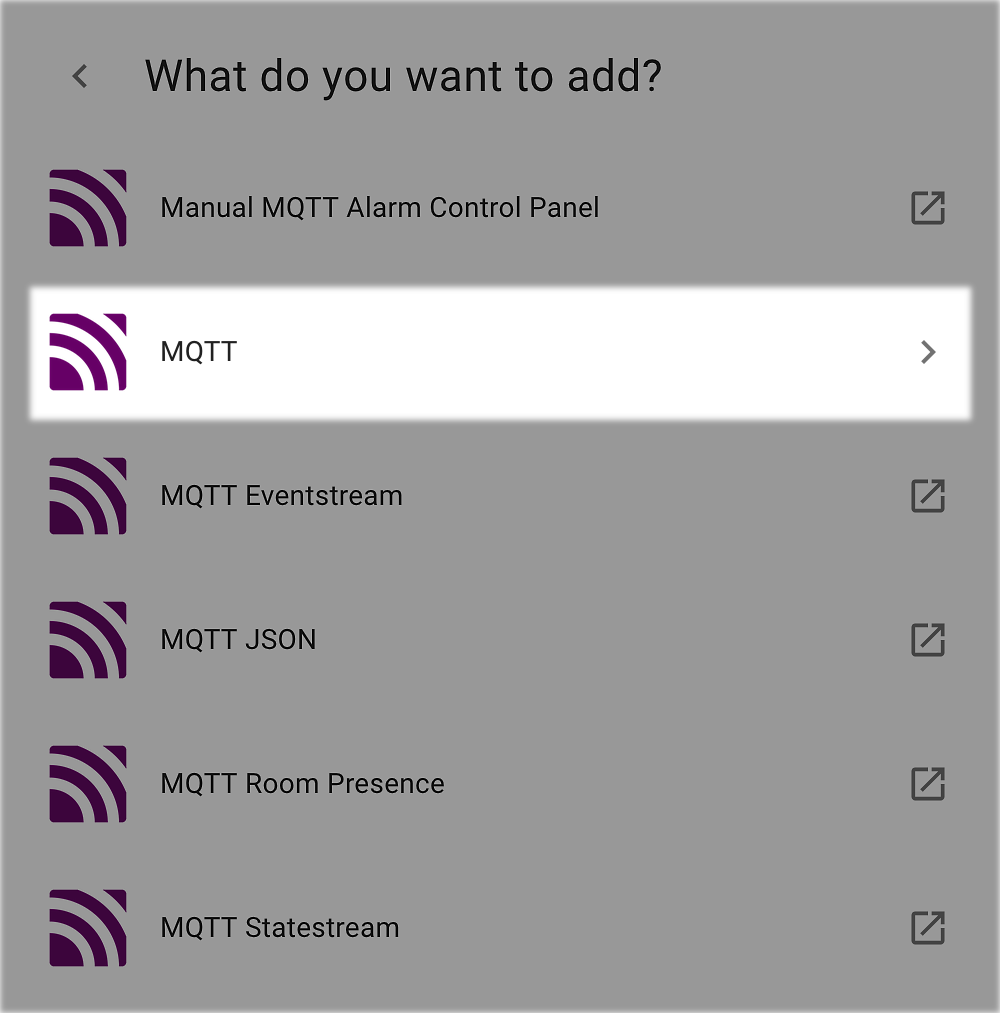 What do you want to add?
Manual MQTT Alarm Control Panel
MQTT
MQTT Eventstream
MQTT JSON
MQTT Room Presence
MQTT Statestream